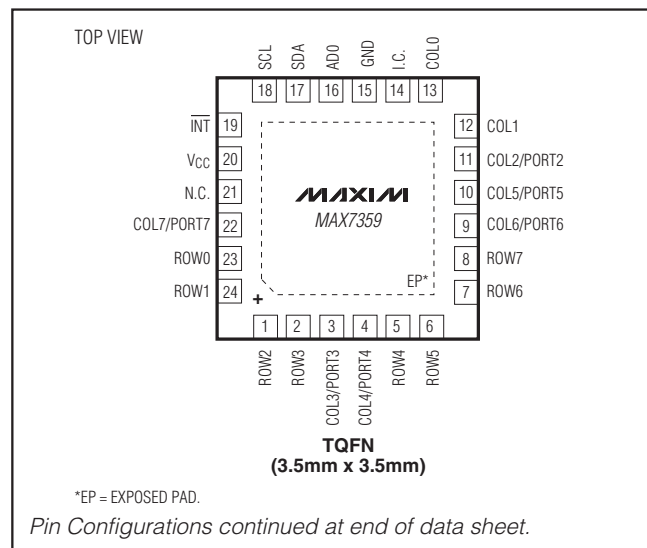 TOP VIEW
SCL
SDA
AD0
GND
I.C.
COL0
18 17 16 15 14 13
INT 19
VCC 20
N.C. 21
COL7/PORT7 22
ROW0 23
ROW1 24
12 COL1
11 COL2/PORT2
10 COL5/PORT5
9 COL6/PORT6
8 ROW7
7 ROW6
MAXIM
MAX7359
EP*
+
1 2 3 4 5 6
ROW2
ROW3
COL3/PORT3
COL4/PORT4
ROW4
ROW5
TQFN
(3.5mm x 3.5mm)
*EP = EXPOSED PAD.
Pin Configurations continued at end of data sheet.